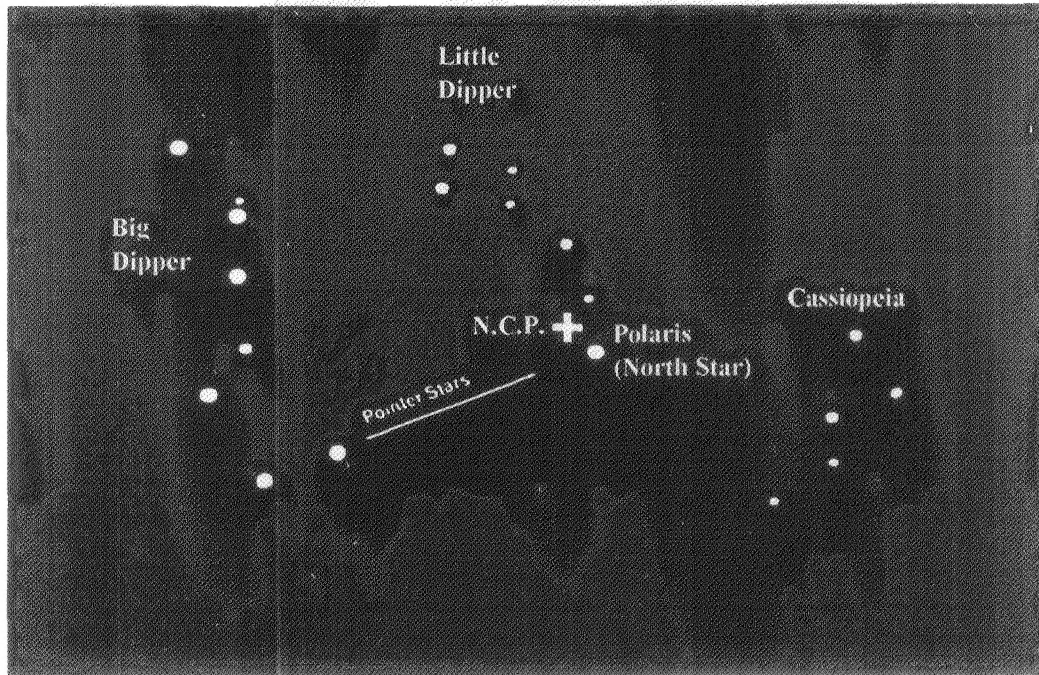 Little
Dipper
Big
Dipper
Cassiopeia
N.C.P.
Polaris
(North Star)
Pointer Stars